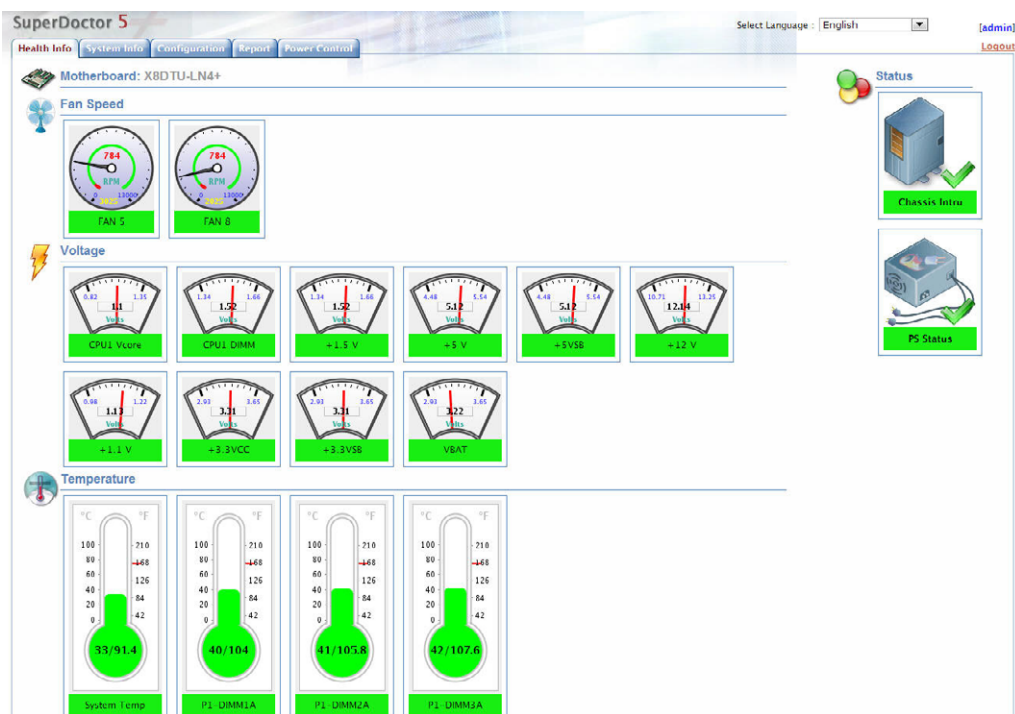 SuperDoctor 5
Select Language : English
[admin]
Logout
Health Info System Info Configuration Report Power Control
Motherboard: X8DTU-LN4+
Status
Fan Speed
784 784
RPM RPM
0 13000 0 13000
3025 3025
FAN 5 FAN 8
Chassis Intru
Voltage
0.82 1.35 1.34 1.66 1.34 1.66 4.48 5.54 4.48 5.54 10.71 13.25
1.1 1.52 1.52 5.12 5.12 12.14
Volts Volts Volts Volts Volts Volts
CPU1 Vcore CPU1 DIMM +1.5 V +5 V +5VSB +12 V
PS Status
0.98 1.22 2.93 3.65 2.93 3.65 2.93 3.65
1.13 3.31 3.31 3.22
Volts Volts Volts Volts
+1.1 V +3.3VCC +3.3VSB VBAT
Temperature
°C °F °C °F °C °F °C °F
100 210 100 210 100 210 100 210
80 168 80 168 80 168 80 168
60 126 60 126 60 126 60 126
40 84 40 84 40 84 40 84
20 42 20 42 20 42 20 42
0 0 0 0
33/91.4 40/104 41/105.8 42/107.6
System Temp P1-DIMM1A P1-DIMM2A P1-DIMM3A